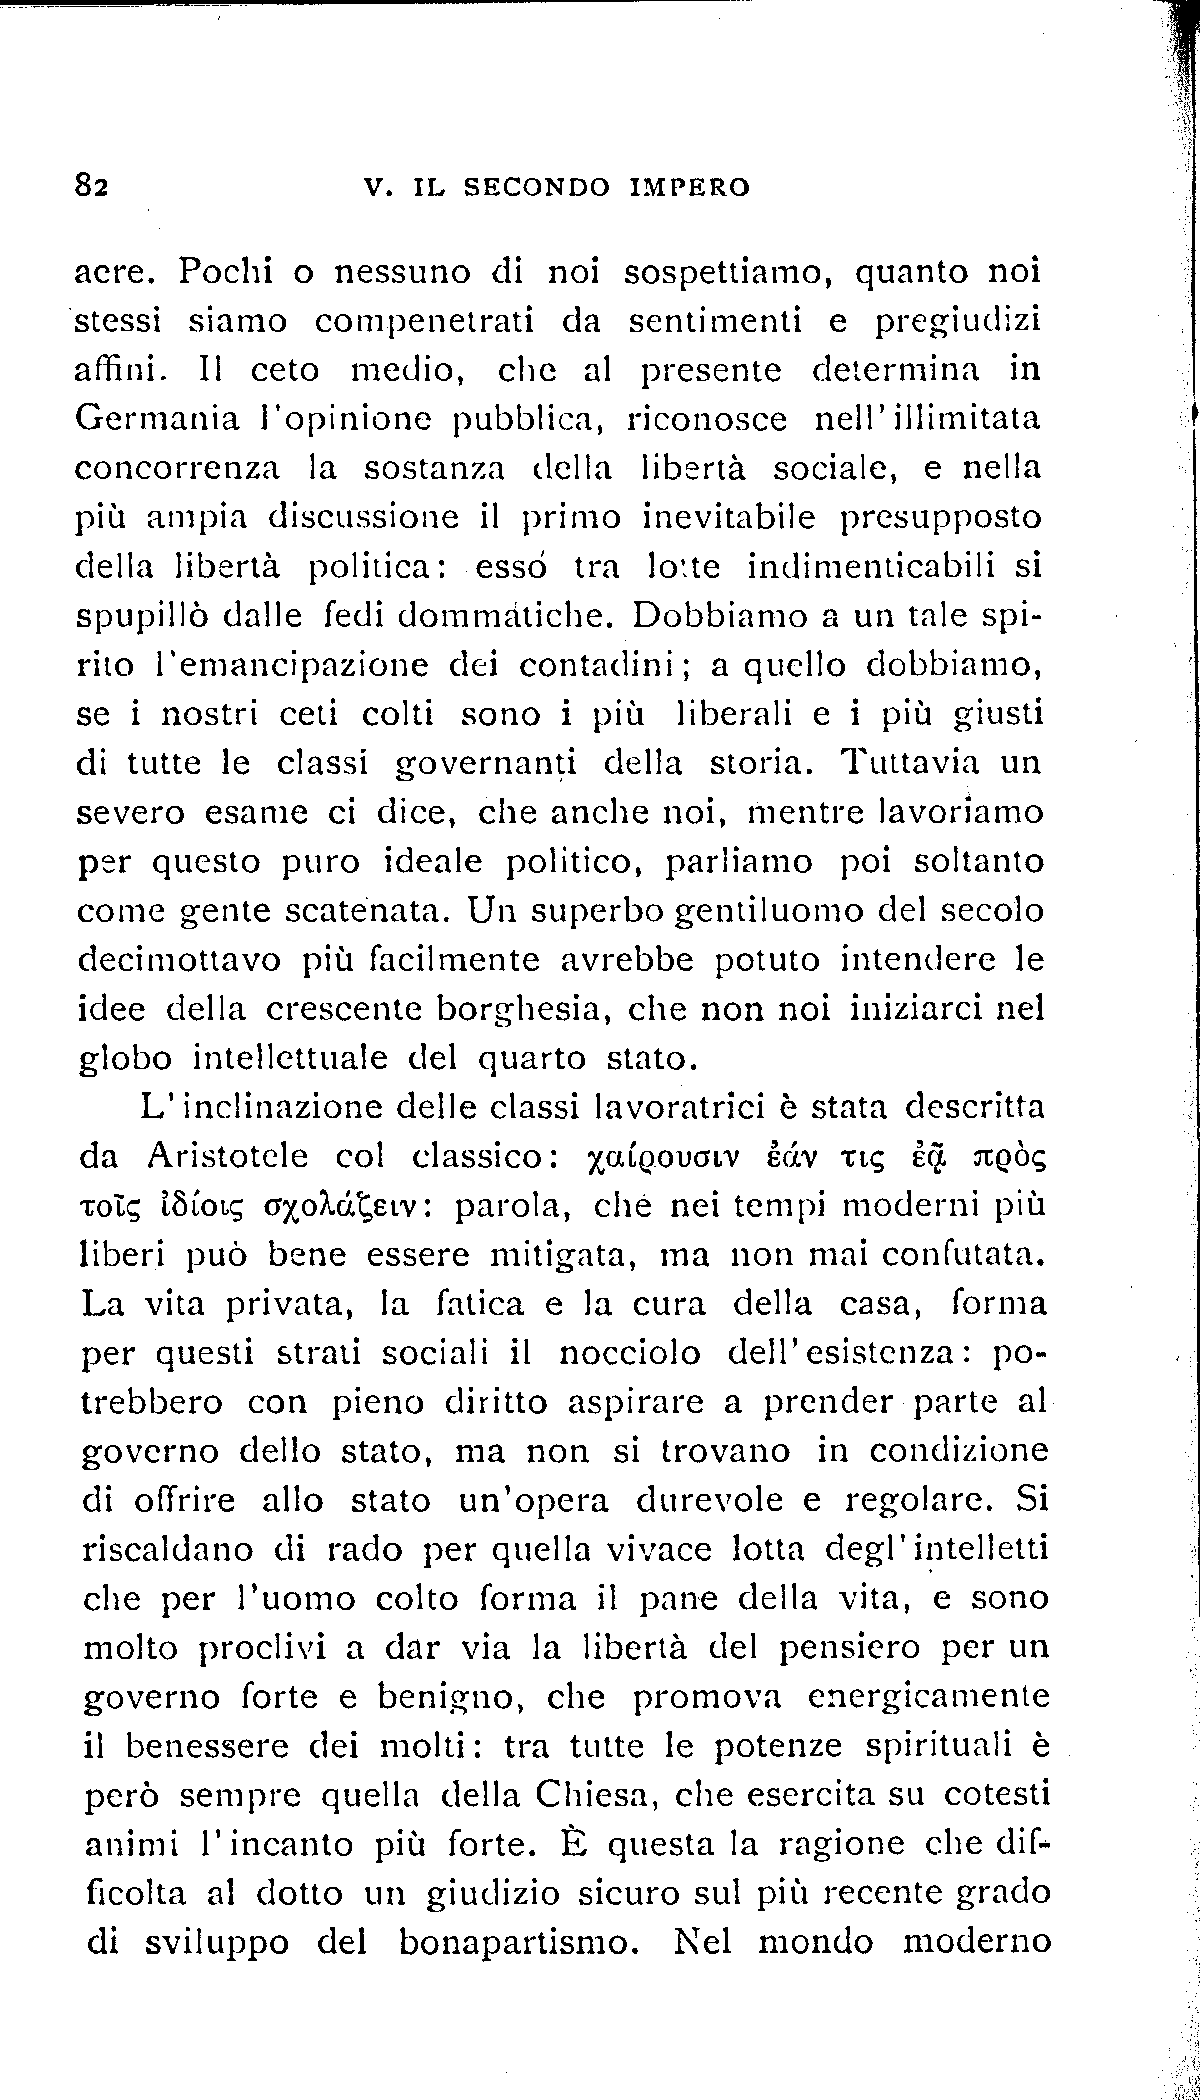 82 V. IL SECONDO IMPERO
acre. Pochi o nessuno di noi sospettiamo, quanto noi
stessi siamo compenetrati da sentimenti e pregiudizi
affini. Il ceto medio, che al presente determina in
Germania l'opinione pubblica, riconosce nell' illimitata
concorrenza la sostanza della libertà sociale, e nella
più ampia discussione il primo inevitabile presupposto
della libertà politica: esso tra lotte indimenticabili si
spupillò dalle fedi dommatiche. Dobbiamo a un tale spi-
rito l'emancipazione dei contadini; a quello dobbiamo,
se i nostri ceti colti sono i più liberali e i più giusti
di tutte le classi governanti della storia. Tuttavia un
severo esame ci dice, che anche noi, mentre lavoriamo
per questo puro ideale politico, parliamo poi soltanto
come gente scatenata. Un superbo gentiluomo del secolo
decimottavo più facilmente avrebbe potuto intendere le
idee della crescente borghesia, che non noi iniziarci nel
globo intellettuale del quarto stato.
L' inclinazione delle classi lavoratrici è stata descritta
da Aristotele col classico: χαίρουσιν ἐάν τις ἐᾷ πρὸς
τοῖς ἰδίοις σχολάζειν: parola, che nei tempi moderni più
liberi può bene essere mitigata, ma non mai confutata.
La vita privata, la fatica e la cura della casa, forma
per questi strati sociali il nocciolo dell' esistenza: po-
trebbero con pieno diritto aspirare a prender parte al
governo dello stato, ma non si trovano in condizione
di offrire allo stato un'opera durevole e regolare. Si
riscaldano di rado per quella vivace lotta degl' intelletti
che per l'uomo colto forma il pane della vita, e sono
molto proclivi a dar via la libertà del pensiero per un
governo forte e benigno, che promova energicamente
il benessere dei molti: tra tutte le potenze spirituali è
però sempre quella della Chiesa, che esercita su cotesti
animi l' incanto più forte. È questa la ragione che dif-
ficolta al dotto un giudizio sicuro sul più recente grado
di sviluppo del bonapartismo. Nel mondo moderno